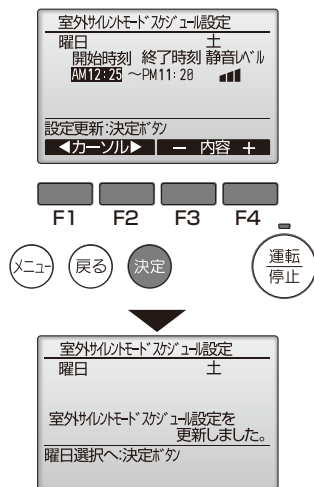 室外サイレントモードスケジュール設定
曜日 土
開始時刻 終了時刻 静音レベル
AM12:25 ～PM11:20
設定更新:決定ボタン
◀カーソル▶ － 内容 ＋
F1 F2 F3 F4
メニュー 戻る 決定 運転
停止
室外サイレントモードスケジュール設定
曜日 土
室外サイレントモードスケジュール設定を
更新しました。
曜日選択へ:決定ボタン